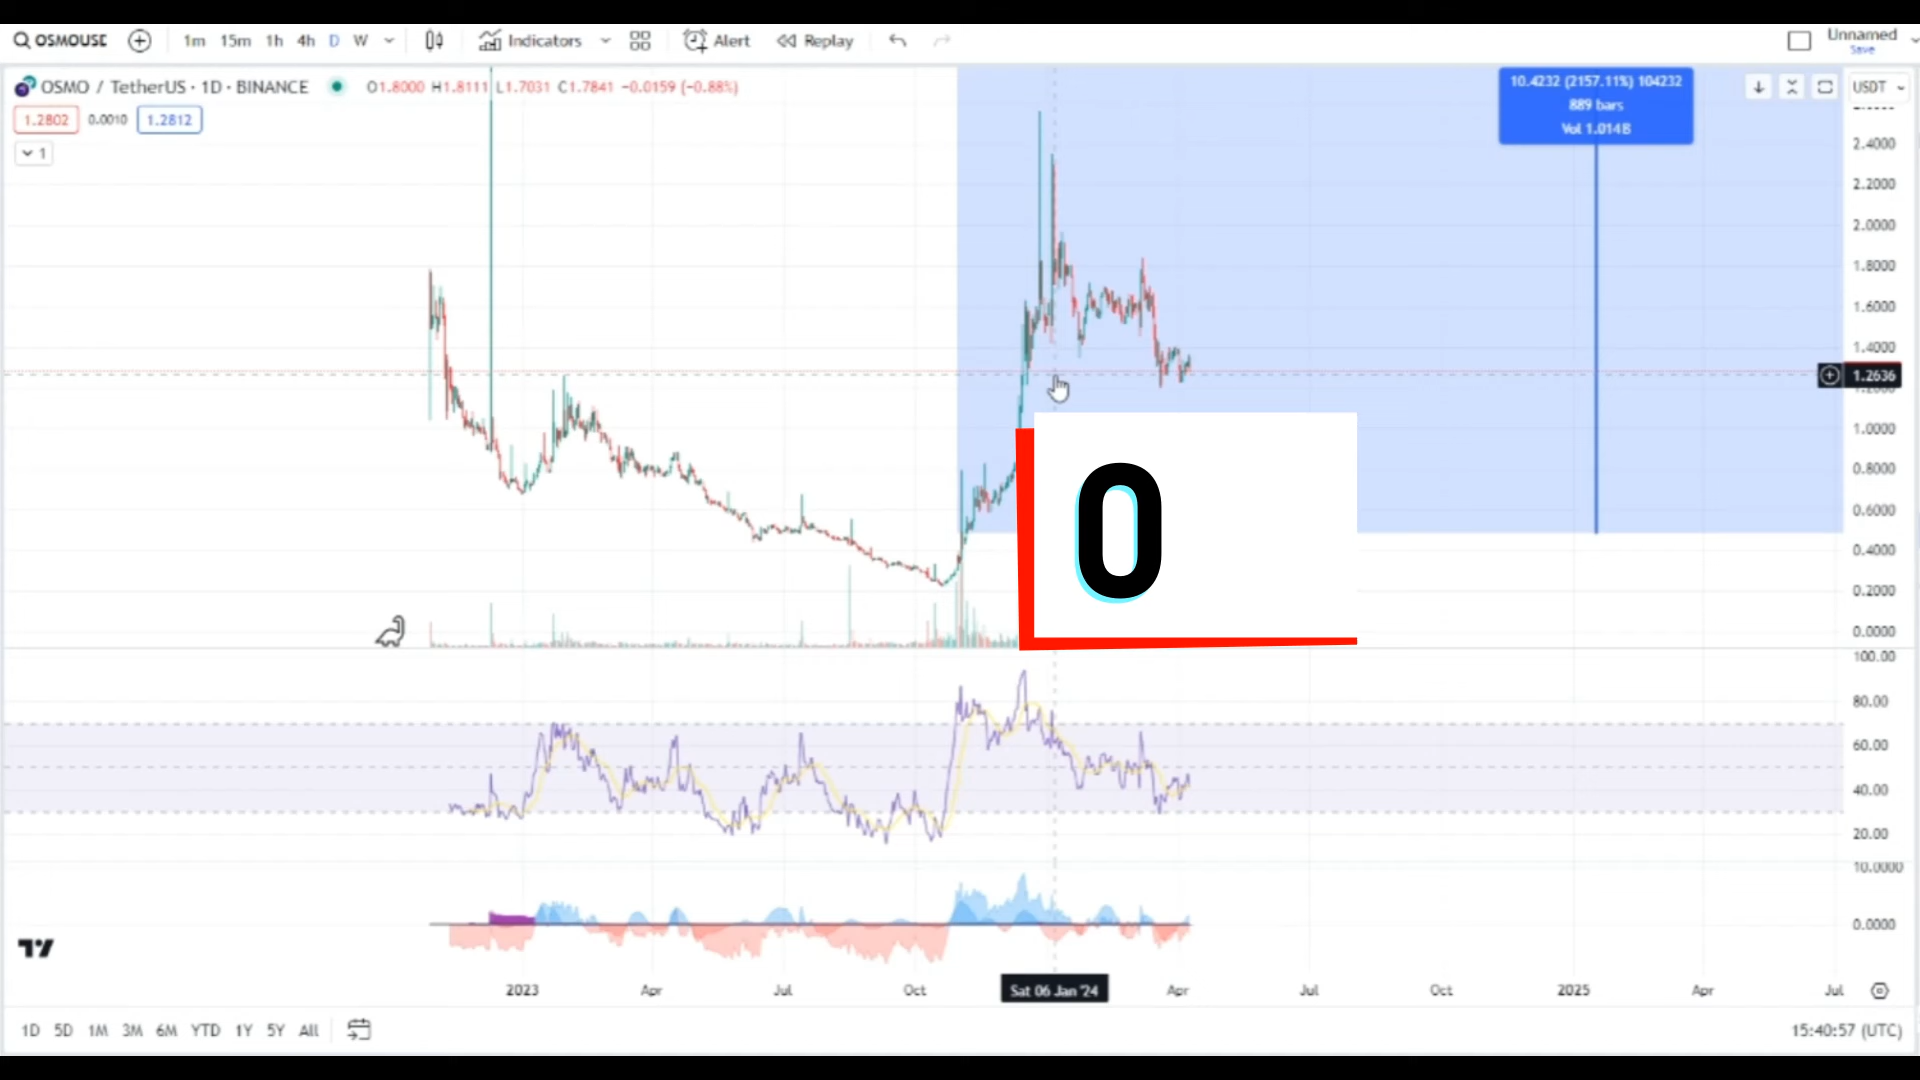 OSMOUSD 1m 15m 1h 4h D W Indicators Alert Replay Unnamed
Save
OSMO / TetherUS · 1D · BINANCE O1.8000 H1.8111 L1.7031 C1.7841 −0.0159 (−0.88%)
USDT
1.2802 0.0010 1.2812
1
10.4232 (2157.11%) 104232
889 bars
Vol 1.014B
2.4000
2.2000
2.0000
1.8000
1.6000
1.4000
1.2636
1.0000
0.8000
0.6000
0.4000
0.2000
0.0000
0
100.00
80.00
60.00
40.00
20.00
10.0000
0.0000
2023 Apr Jul Oct Sat 06 Jan '24 Apr Jul Oct 2025 Apr Jul
1D 5D 1M 3M 6M YTD 1Y 5Y All 15:40:57 (UTC)